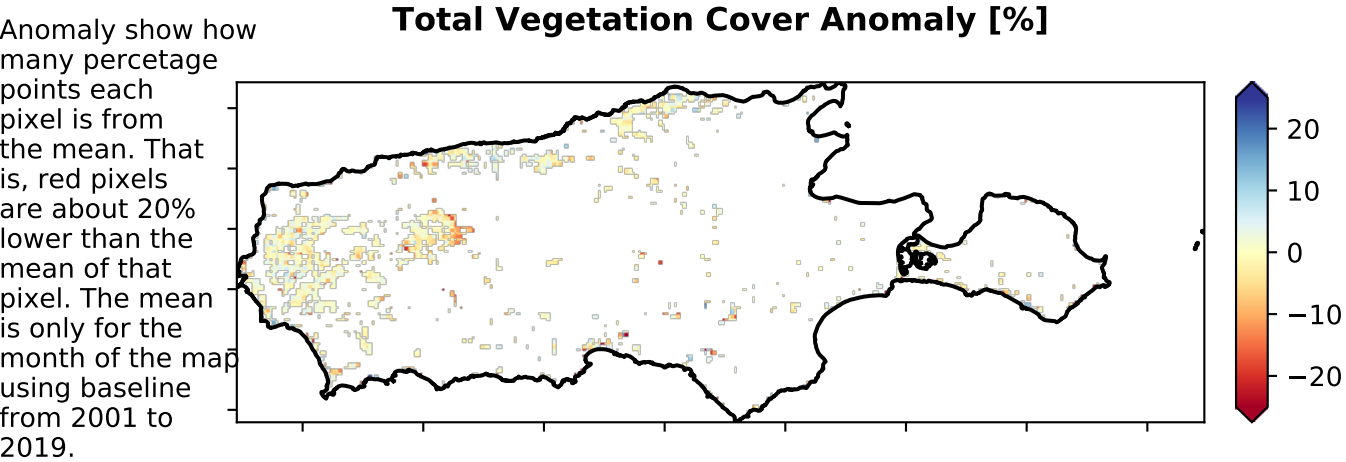 Total Vegetation Cover Anomaly [%]
Anomaly show how
many percetage
points each
pixel is from
the mean. That
is, red pixels
are about 20%
lower than the
mean of that
pixel. The mean
is only for the
month of the map
using baseline
from 2001 to
2019.
20
10
0
−10
−20